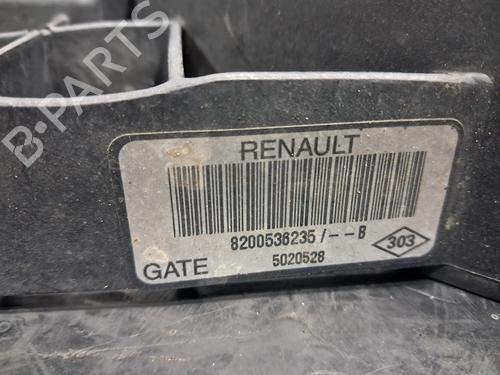 B-PARTS
RENAULT
8200536235/--B
303
GATE
5020528